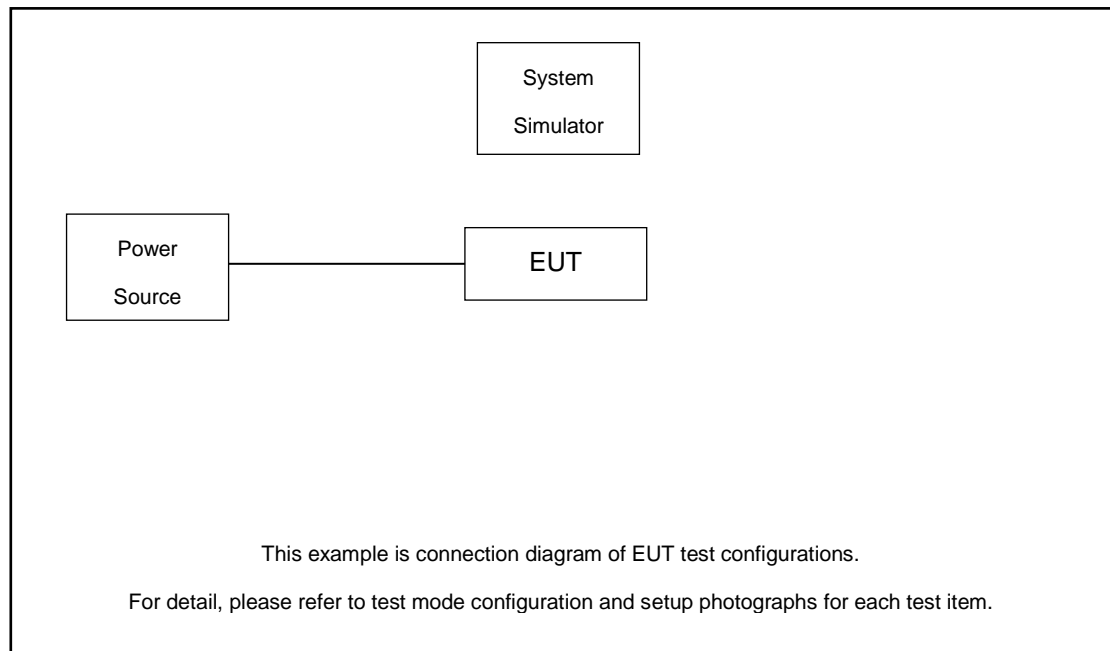 System
Simulator
Power
Source
EUT
This example is connection diagram of EUT test configurations.
For detail, please refer to test mode configuration and setup photographs for each test item.